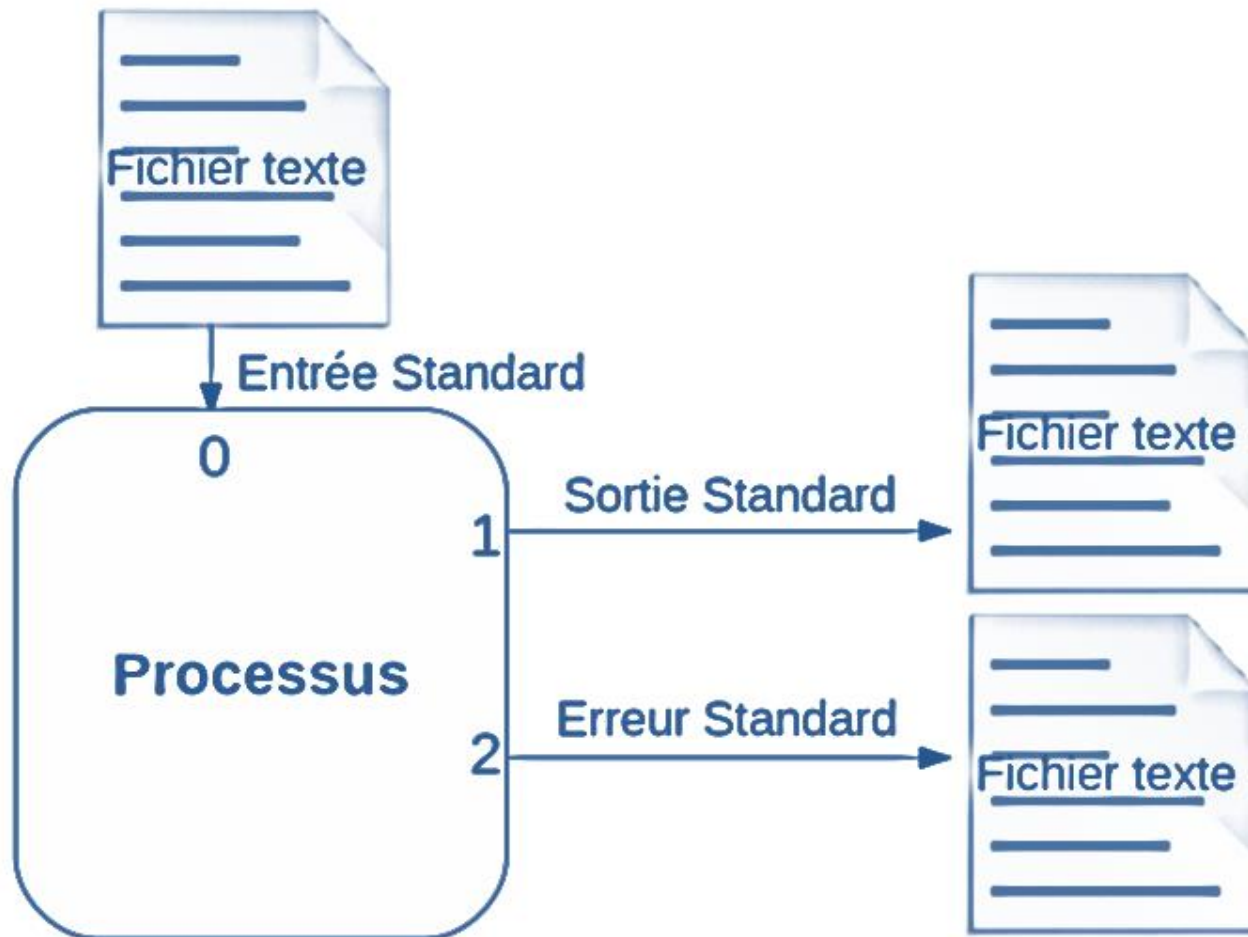 Fichier texte
Entrée Standard
0
Sortie Standard
1
Fichier texte
Processus
Erreur Standard
2
Fichier texte